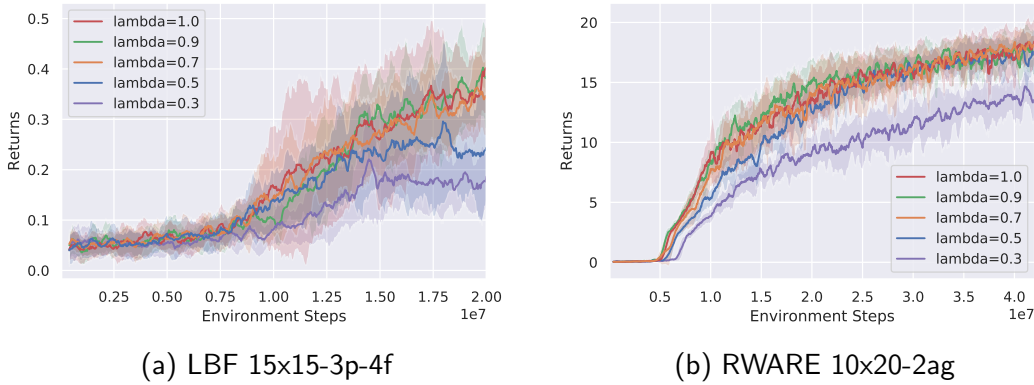 0.5
0.4
0.3
0.2
0.1
0.0
Returns
lambda=1.0
lambda=0.9
lambda=0.7
lambda=0.5
lambda=0.3
0.25 0.50 0.75 1.00 1.25 1.50 1.75 2.00
Environment Steps
1e7
(a) LBF 15x15-3p-4f
20
15
10
5
0
Returns
lambda=1.0
lambda=0.9
lambda=0.7
lambda=0.5
lambda=0.3
0.5 1.0 1.5 2.0 2.5 3.0 3.5 4.0
Environment Steps
1e7
(b) RWARE 10x20-2ag